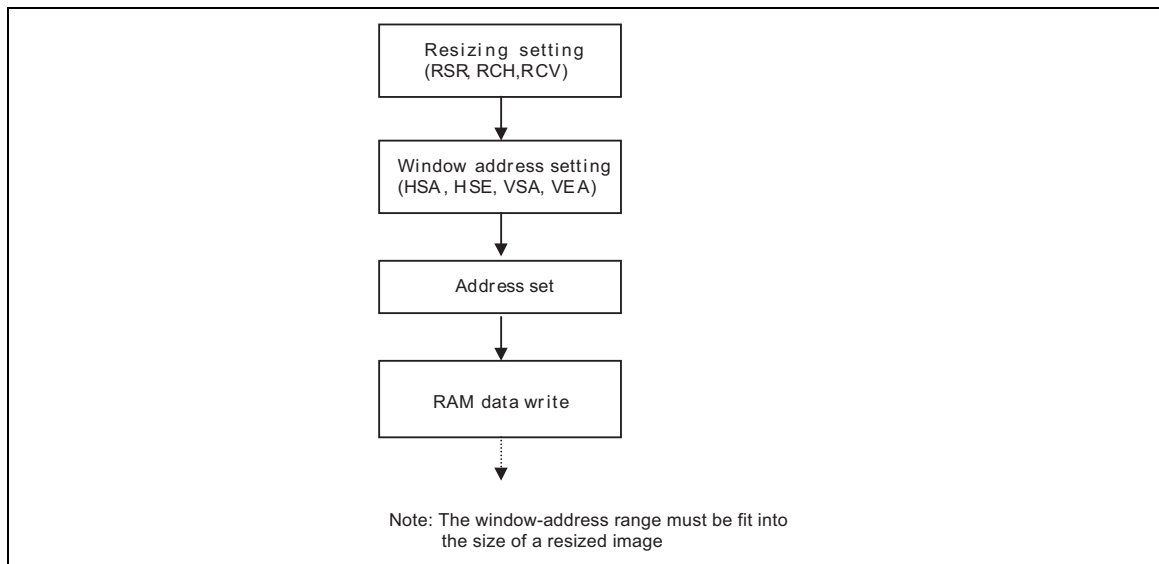 Resizing setting
(RSR, RCH,RCV)
Window address setting
(HSA, HSE, VSA, VEA)
Address set
RAM data write
Note: The window-address range must be fit into
the size of a resized image